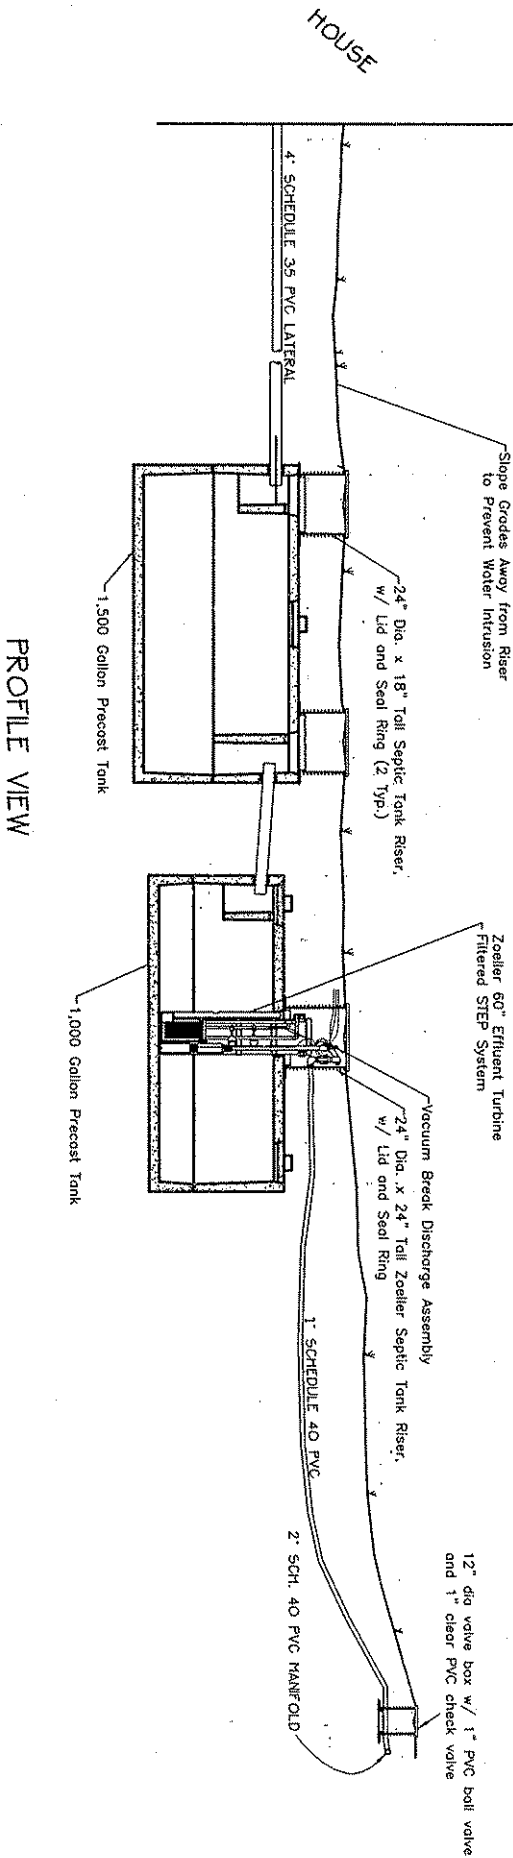 HOUSE
4" SCHEDULE 35 PVC LATERAL
Slope Grades Away from Riser
to Prevent Water Intrusion
24" Dia. x 18" Tall Septic Tank Riser,
w/ Lid and Seal Ring (2 Typ.)
1,500 Gallon Precast Tank
Zoeller 60" Effluent Turbine
Filtered STEP System
Vacuum Break Discharge Assembly
24" Dia. x 24" Tall Zoeller Septic Tank Riser,
w/ Lid and Seal Ring
1,000 Gallon Precast Tank
1" SCHEDULE 40 PVC
2" SCH. 40 PVC MANIFOLD
12" dia valve box w/ 1" PVC ball valve
and 1" clear PVC check valve
PROFILE VIEW